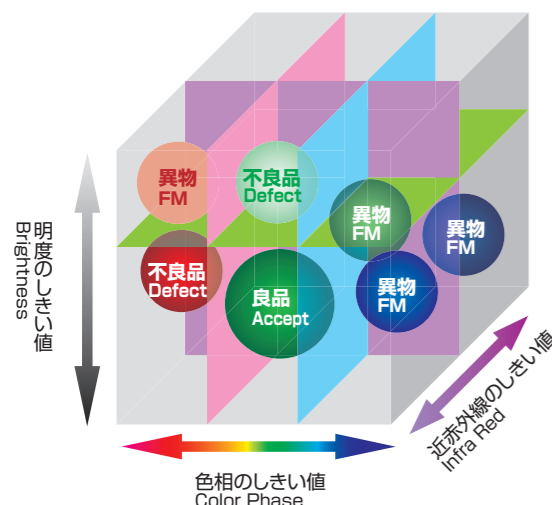 異物
FM
不良品
Defect
異物
FM
異物
FM
不良品
Defect
良品
Accept
異物
FM
明度のしきい値
Brightness
近赤外線のしきい値
Infra Red
色相のしきい値
Color Phase